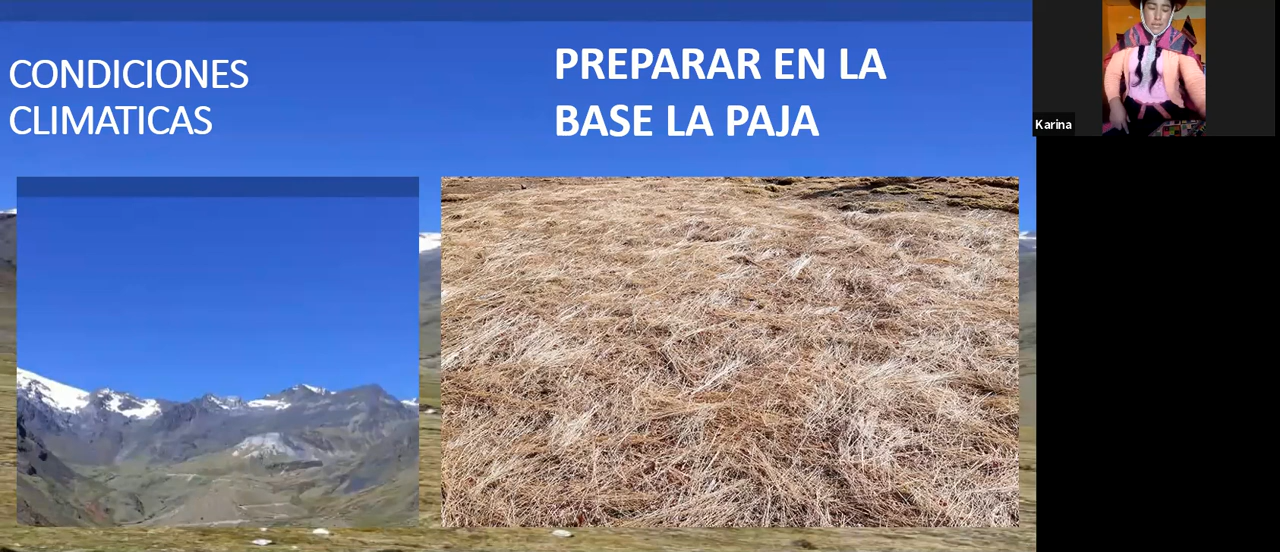 CONDICIONES
CLIMATICAS
PREPARAR EN LA
BASE LA PAJA
Karina